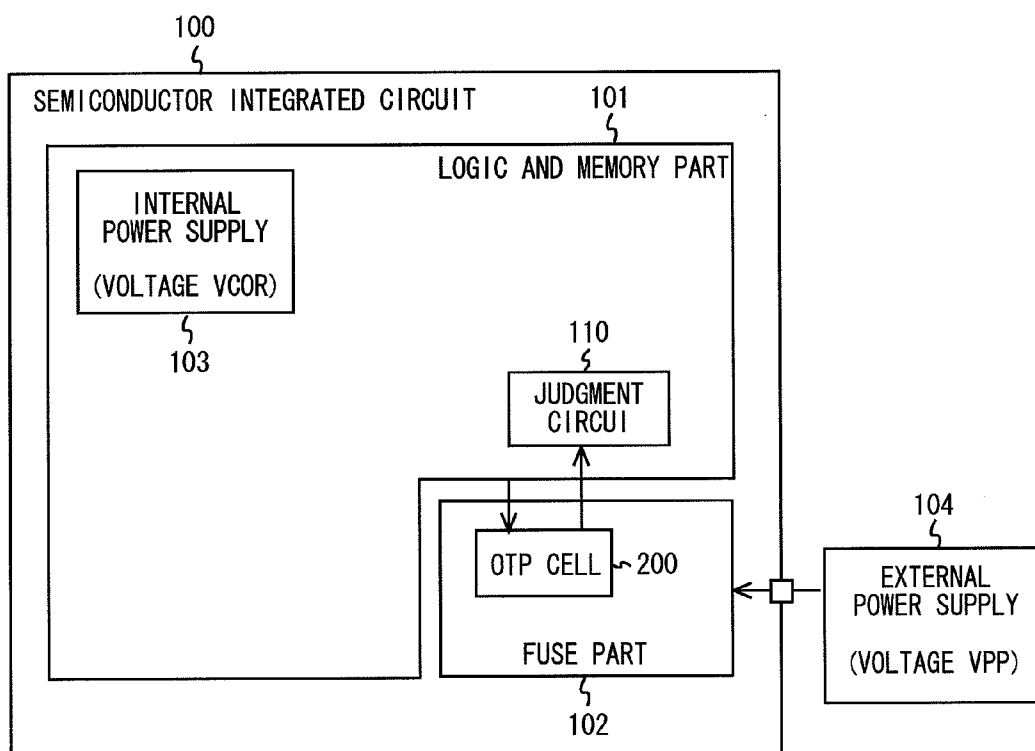 100
SEMICONDUCTOR INTEGRATED CIRCUIT
101
LOGIC AND MEMORY PART
INTERNAL
POWER SUPPLY
(VOLTAGE VCOR)
103
110
JUDGMENT
CIRCUI
OTP CELL
200
FUSE PART
102
104
EXTERNAL
POWER SUPPLY
(VOLTAGE VPP)